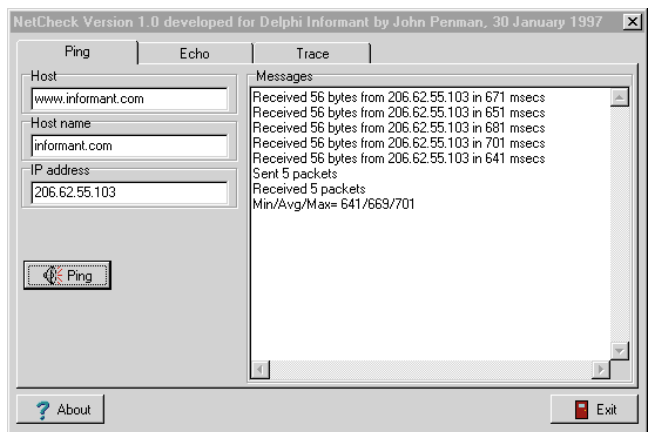 NetCheck Version 1.0 developed for Delphi Informant by John Penman, 30 January 1997
Ping
Echo
Trace
Host
www.informant.com
Host name
informant.com
IP address
206.62.55.103
Ping
Messages
Received 56 bytes from 206.62.55.103 in 671 msecs
Received 56 bytes from 206.62.55.103 in 651 msecs
Received 56 bytes from 206.62.55.103 in 681 msecs
Received 56 bytes from 206.62.55.103 in 701 msecs
Received 56 bytes from 206.62.55.103 in 641 msecs
Sent 5 packets
Received 5 packets
Min/Avg/Max= 641/669/701
About
Exit